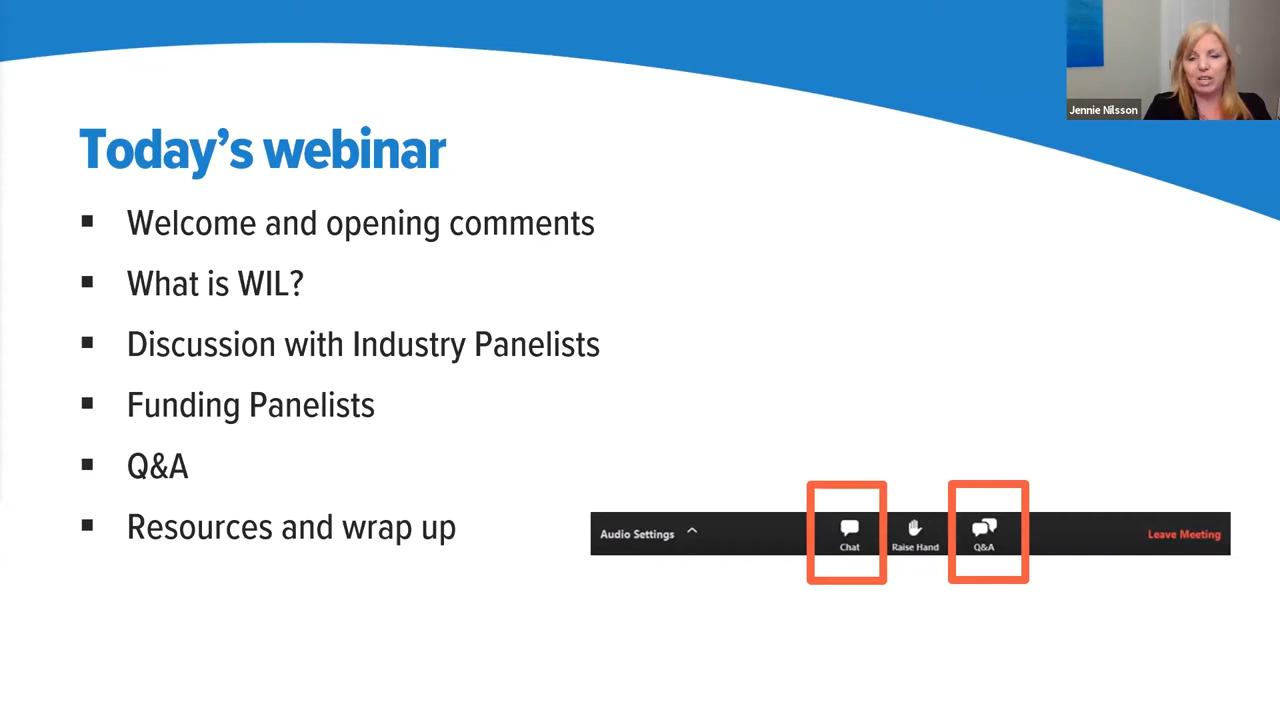 Jennie Nilsson
Today's webinar
Welcome and opening comments
What is WIL?
Discussion with Industry Panelists
Funding Panelists
Q&A
Resources and wrap up
Audio Settings
Chat
Raise Hand
Q&A
Leave Meeting